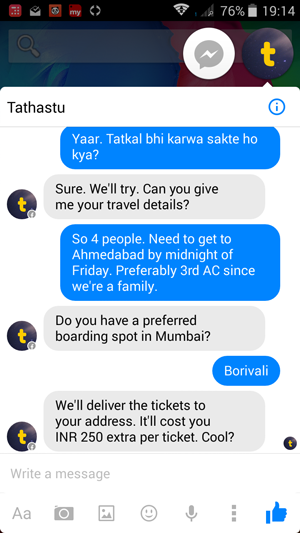 my
76%
19:14
t
Tathastu
Yaar. Tatkal bhi karwa sakte ho
kya?
Sure. We'll try. Can you give
me your travel details?
t
So 4 people. Need to get to
Ahmedabad by midnight of
Friday. Preferably 3rd AC since
we're a family.
Do you have a preferred
boarding spot in Mumbai?
t
Borivali
We'll deliver the tickets to
your address. It'll cost you
INR 250 extra per ticket. Cool?
t
Write a message
Aa